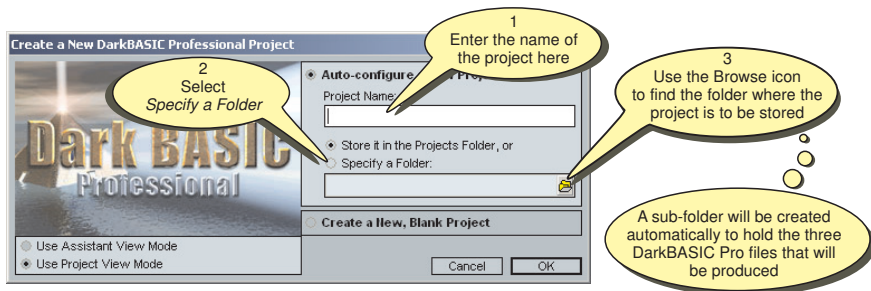 Create a New DarkBASIC Professional Project
1
Enter the name of
the project here
2
Select
Specify a Folder
3
Use the Browse icon
to find the folder where the
project is to be stored
Auto-configure
Project Name:
Store it in the Projects Folder, or
Specify a Folder:
Dark BASIC
Professional
Create a New, Blank Project
Use Assistant View Mode
Use Project View Mode
Cancel
OK
A sub-folder will be created
automatically to hold the three
DarkBASIC Pro files that will
be produced